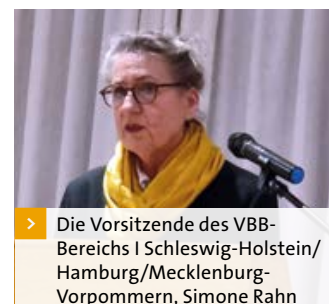 Die Vorsitzende des VBB-
Bereichs I Schleswig-Holstein/
Hamburg/Mecklenburg-
Vorpommern, Simone Rahn